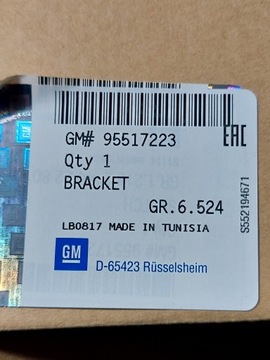 GM# 95517223
Qty 1
BRACKET
GR.6.524
LB0817 MADE IN TUNISIA
GM
D-65423 Rüsselsheim
EAC
S552194671